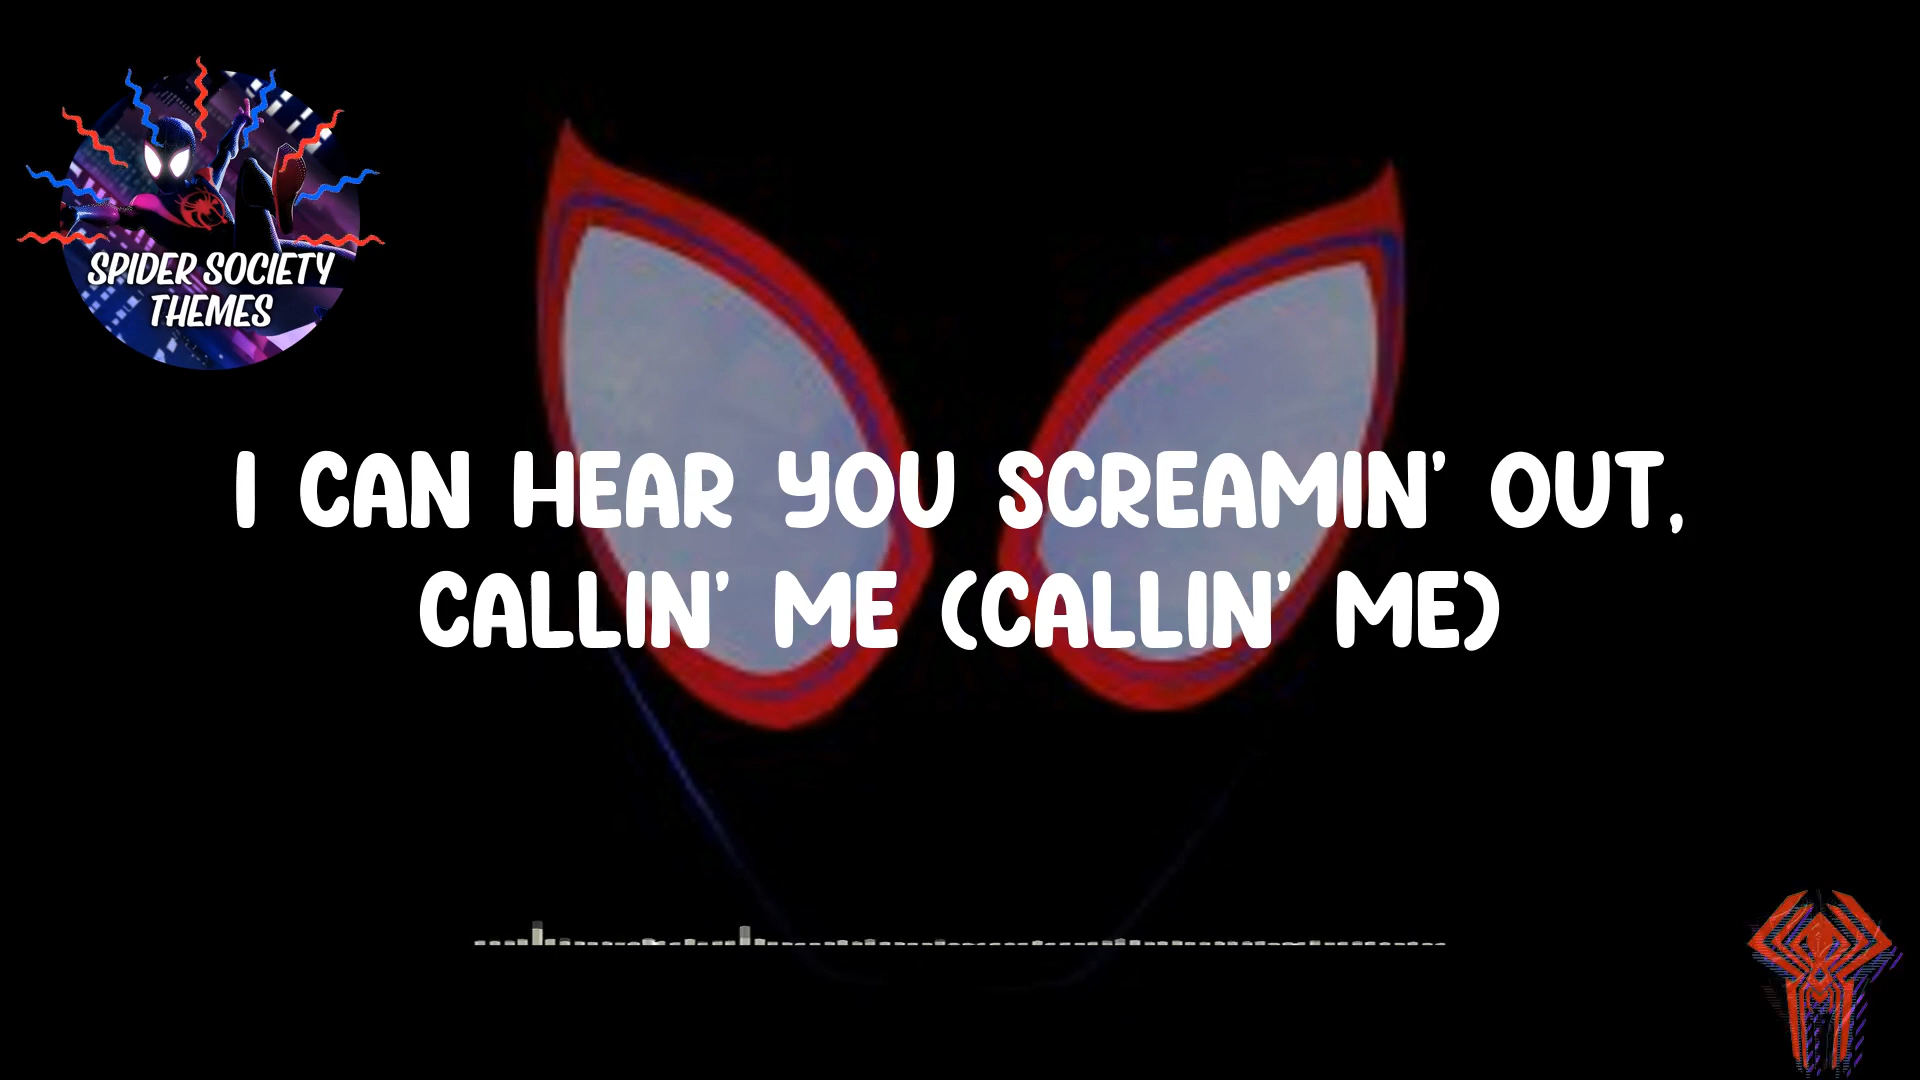 SPIDER SOCIETY
THEMES
I CAN HEAR YOU SCREAMIN' OUT,
CALLIN' ME (CALLIN' ME)